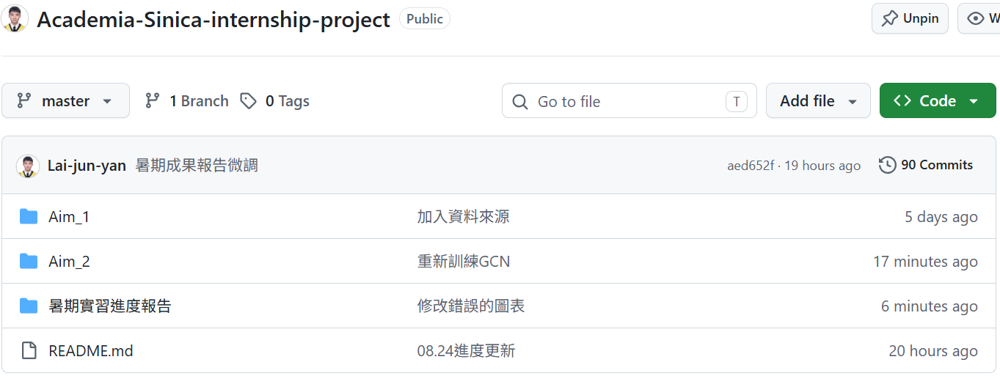 Academia-Sinica-internship-project Public Unpin W
master 1 Branch 0 Tags Go to file T Add file Code
Lai-jun-yan 暑期成果報告微調 aed652f · 19 hours ago 90 Commits
Aim_1 加入資料來源 5 days ago
Aim_2 重新訓練GCN 17 minutes ago
暑期實習進度報告 修改錯誤的圖表 6 minutes ago
README.md 08.24進度更新 20 hours ago